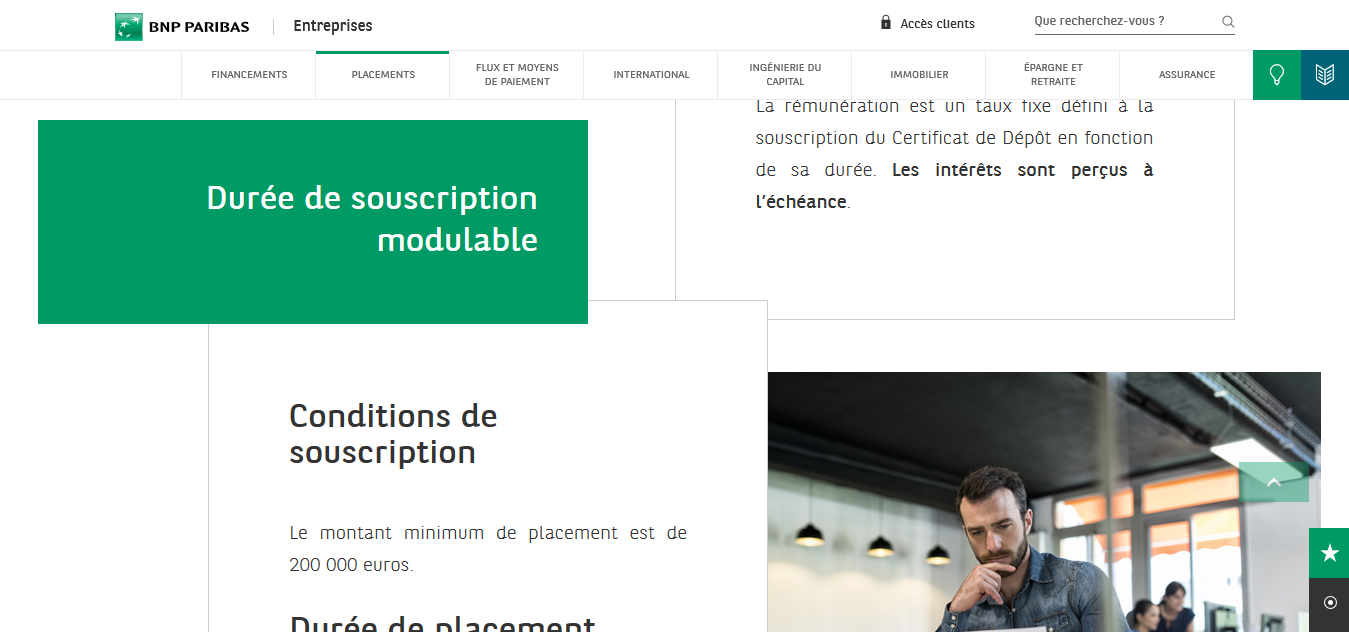 BNP PARIBAS
Entreprises
Accès clients
Que recherchez-vous ?
FINANCEMENTS
PLACEMENTS
FLUX ET MOYENS
DE PAIEMENT
INTERNATIONAL
INGÉNIERIE DU
CAPITAL
IMMOBILIER
ÉPARGNE ET
RETRAITE
ASSURANCE
La rémunération est un taux fixe défini à la
souscription du Certificat de Dépôt en fonction
de sa durée. Les intérêts sont perçus à
l’échéance.
Durée de souscription
modulable
Conditions de
souscription
Le montant minimum de placement est de
200 000 euros.
Durée de placement